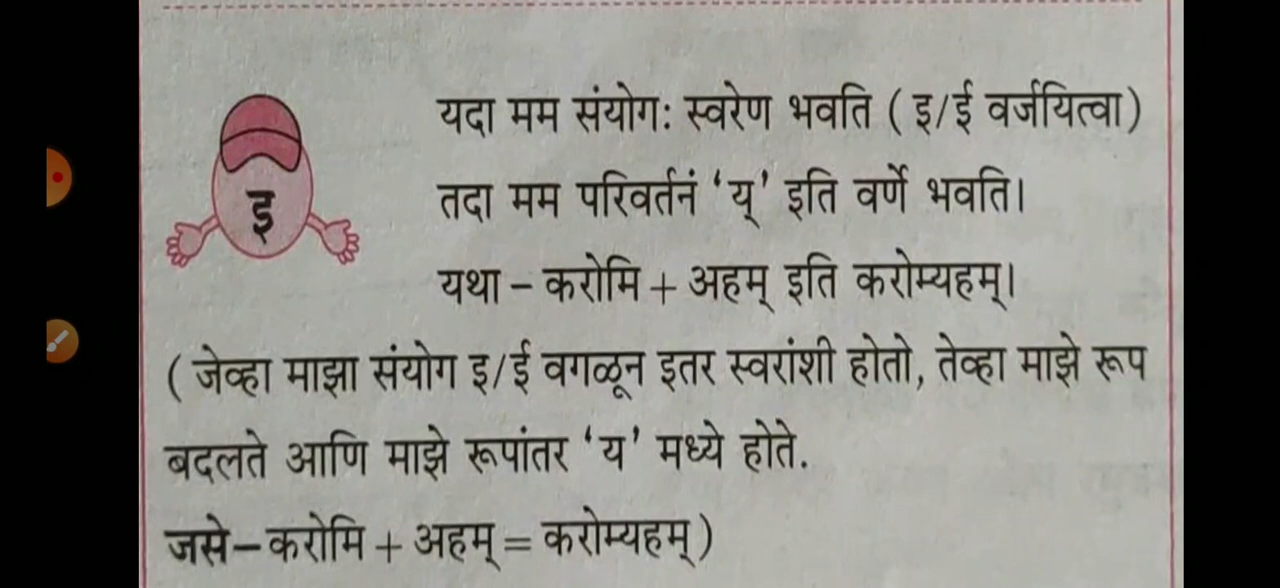 इ
यदा मम संयोग: स्वरेण भवति ( इ/ई वर्जयित्वा)
तदा मम परिवर्तनं ‘य्’ इति वर्णे भवति।
यथा – करोमि + अहम् इति करोम्यहम्।
( जेव्हा माझा संयोग इ/ई वगळून इतर स्वरांशी होतो, तेव्हा माझे रूप
बदलते आणि माझे रूपांतर ‘य’ मध्ये होते.
जसे – करोमि + अहम् = करोम्यहम् )